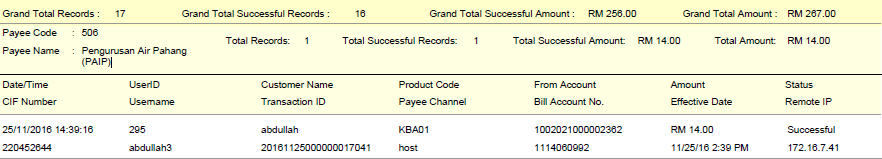 Grand Total Records : 17 Grand Total Successful Records : 16 Grand Total Successful Amount : RM 256.00 Grand Total Amount : RM 267.00
Payee Code : 506
Total Records: 1 Total Successful Records: 1 Total Successful Amount: RM 14.00 Total Amount: RM 14.00
Payee Name : Pengurusan Air Pahang
(PAIP)
Date/Time UserID Customer Name Product Code From Account Amount Status
CIF Number Username Transaction ID Payee Channel Bill Account No. Effective Date Remote IP
25/11/2016 14:39:16 295 abdullah KBA01 1002021000002362 RM 14.00 Successful
220452644 abdullah3 20161125000000017041 host 1114060992 11/25/16 2:39 PM 172.16.7.41